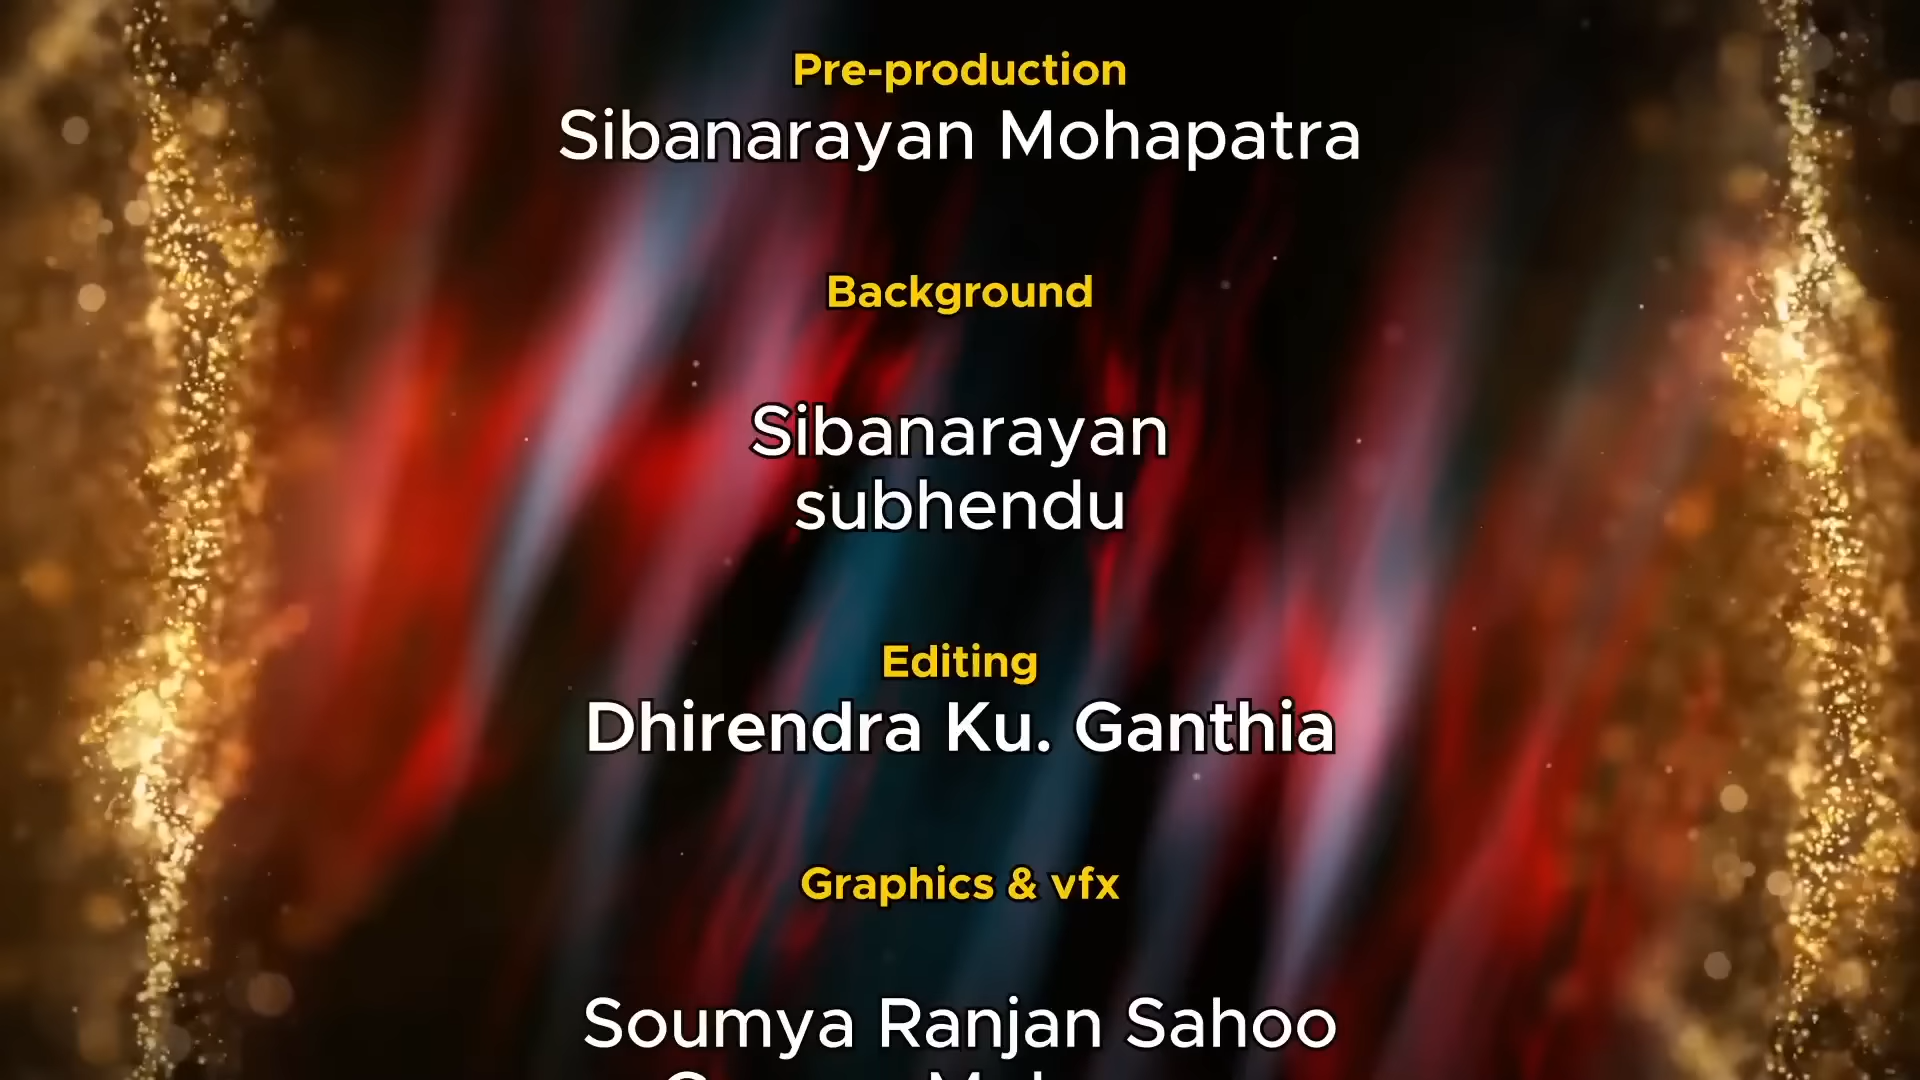 Pre-production
Sibanarayan Mohapatra
Background
Sibanarayan
subhendu
Editing
Dhirendra Ku. Ganthia
Graphics & vfx
Soumya Ranjan Sahoo